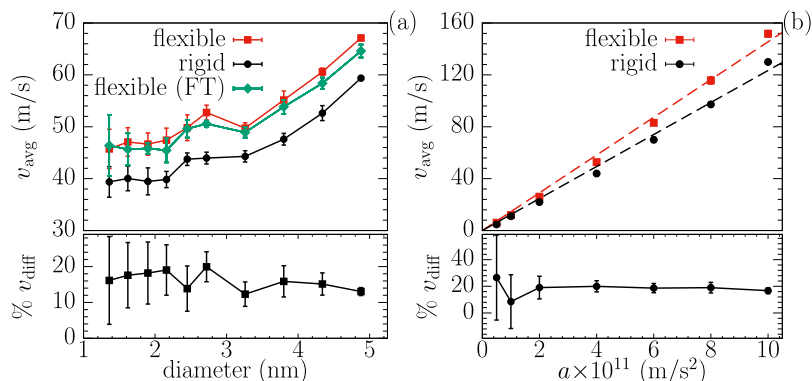 70
60
50
40
30
v_avg (m/s)
(a)
flexible
rigid
flexible (FT)
20
10
0
% v_diff
1
2
3
4
5
diameter (nm)
160
120
80
40
0
v_avg (m/s)
(b)
flexible
rigid
40
20
0
% v_diff
0
2
4
6
8
10
a×10^11 (m/s^2)